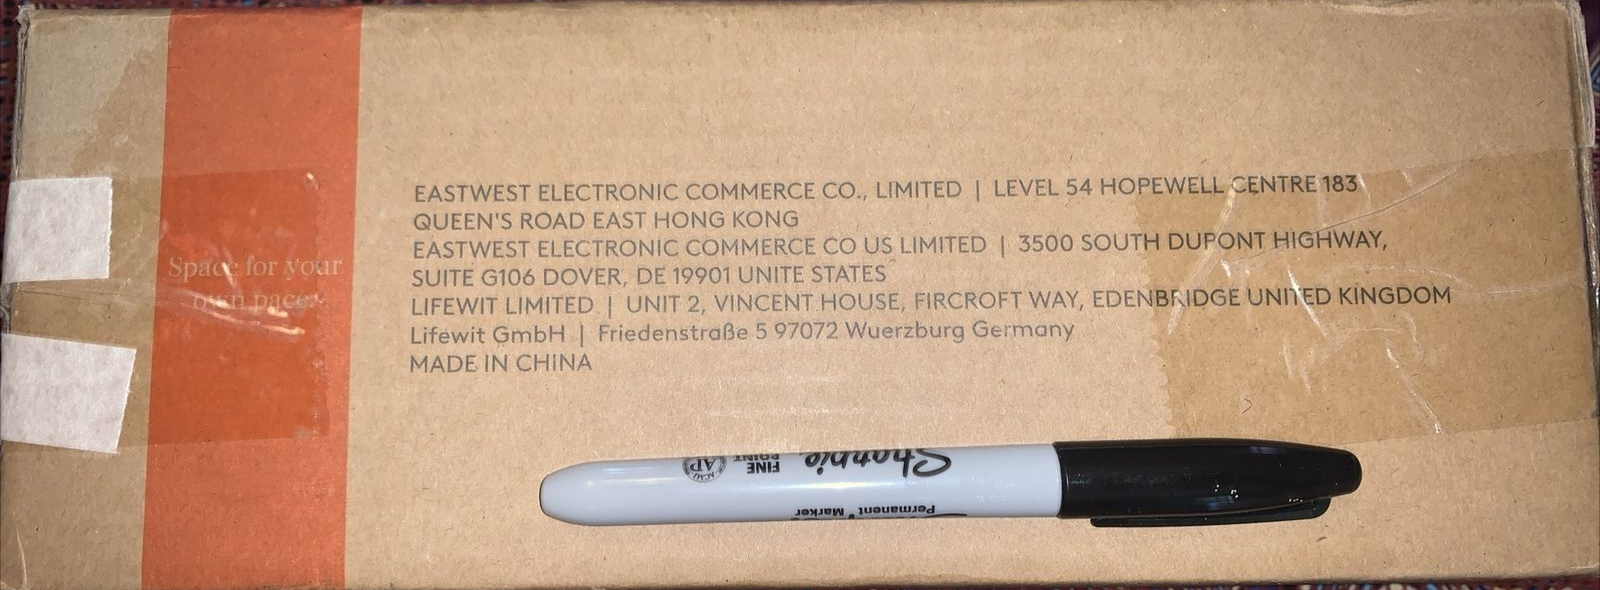 EASTWEST ELECTRONIC COMMERCE CO., LIMITED | LEVEL 54 HOPEWELL CENTRE 183
QUEEN'S ROAD EAST HONG KONG
EASTWEST ELECTRONIC COMMERCE CO US LIMITED | 3500 SOUTH DUPONT HIGHWAY,
SUITE G106 DOVER, DE 19901 UNITE STATES
LIFEWIT LIMITED | UNIT 2, VINCENT HOUSE, FIRCROFT WAY, EDENBRIDGE UNITED KINGDOM
Lifewit GmbH | Friedenstraße 5 97072 Wuerzburg Germany
MADE IN CHINA
Space for your
own pace.
Sharpie
FINE
POINT
ACMI
AP
Permanent Marker